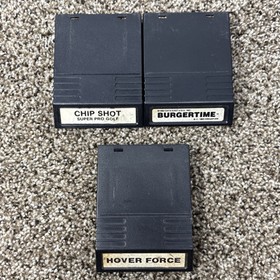 CHIP SHOT
SUPER PRO GOLF
BURGERTIME
HOVER FORCE